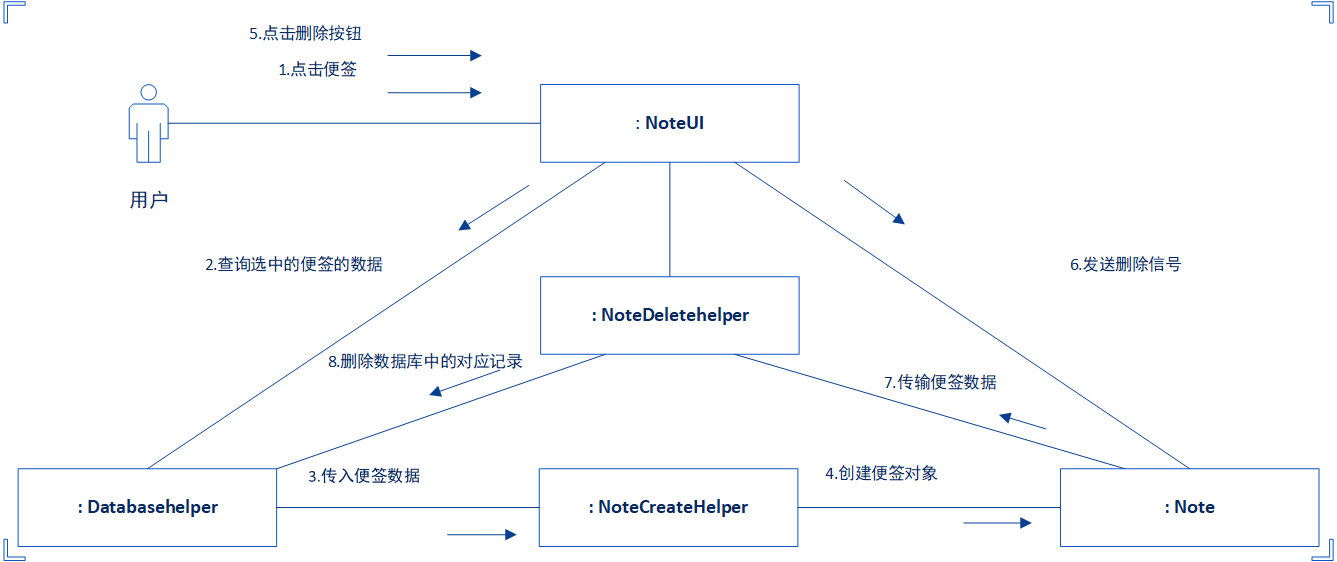 5.点击删除按钮
1.点击便签
: NoteUI
用户
2.查询选中的便签的数据
6.发送删除信号
: NoteDeletehelper
8.删除数据库中的对应记录
7.传输便签数据
3.传入便签数据
4.创建便签对象
: Databasehelper
: NoteCreateHelper
: Note